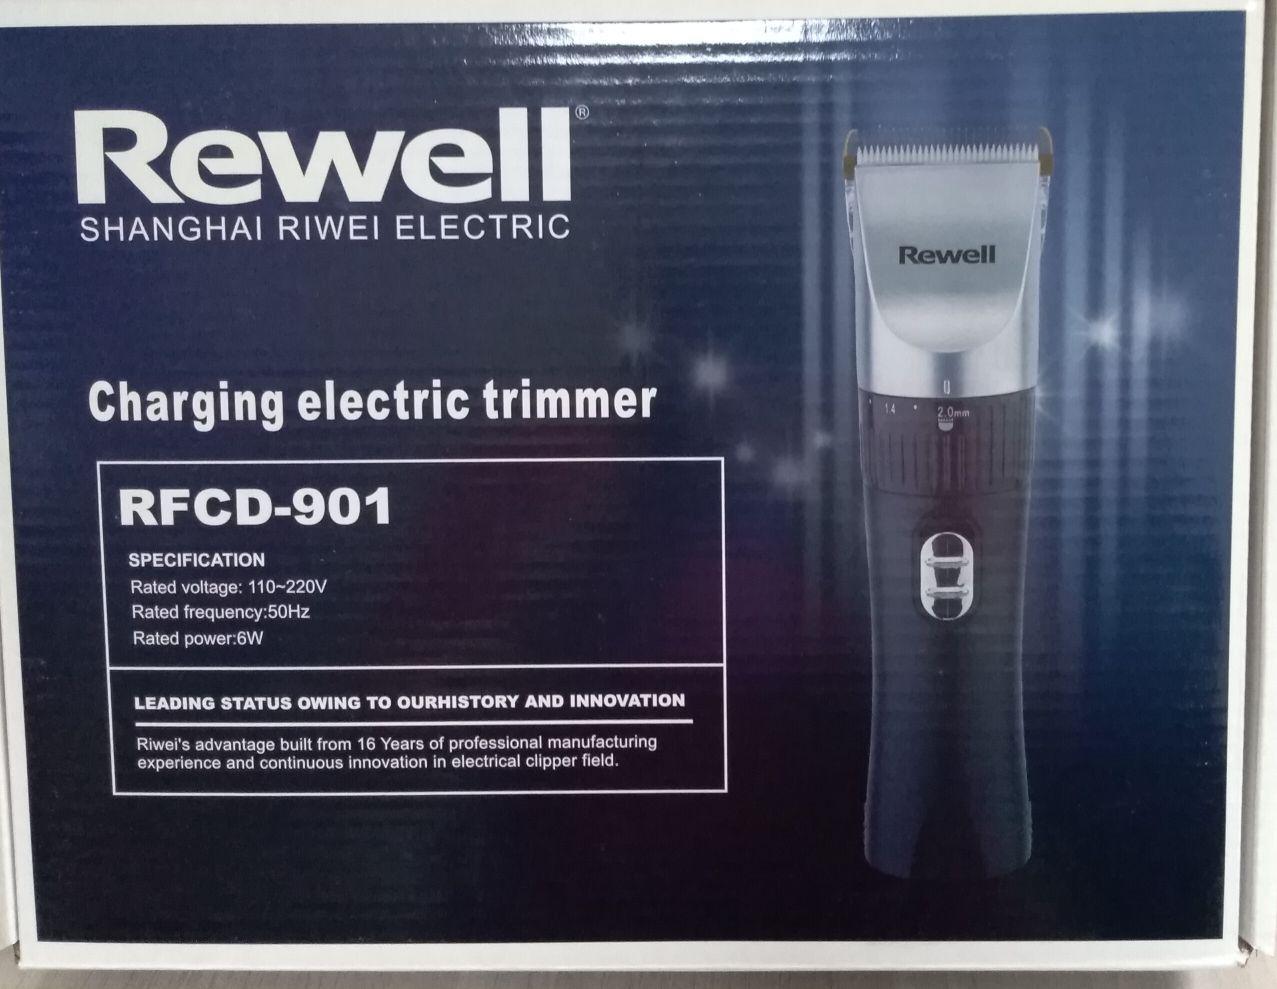 Rewell®
SHANGHAI RIWEI ELECTRIC
Rewell
Charging electric trimmer
1.4
2.0mm
RFCD-901
SPECIFICATION
Rated voltage: 110~220V
Rated frequency:50Hz
Rated power:6W
LEADING STATUS OWING TO OURHISTORY AND INNOVATION
Riwei's advantage built from 16 Years of professional manufacturing
experience and continuous innovation in electrical clipper field.